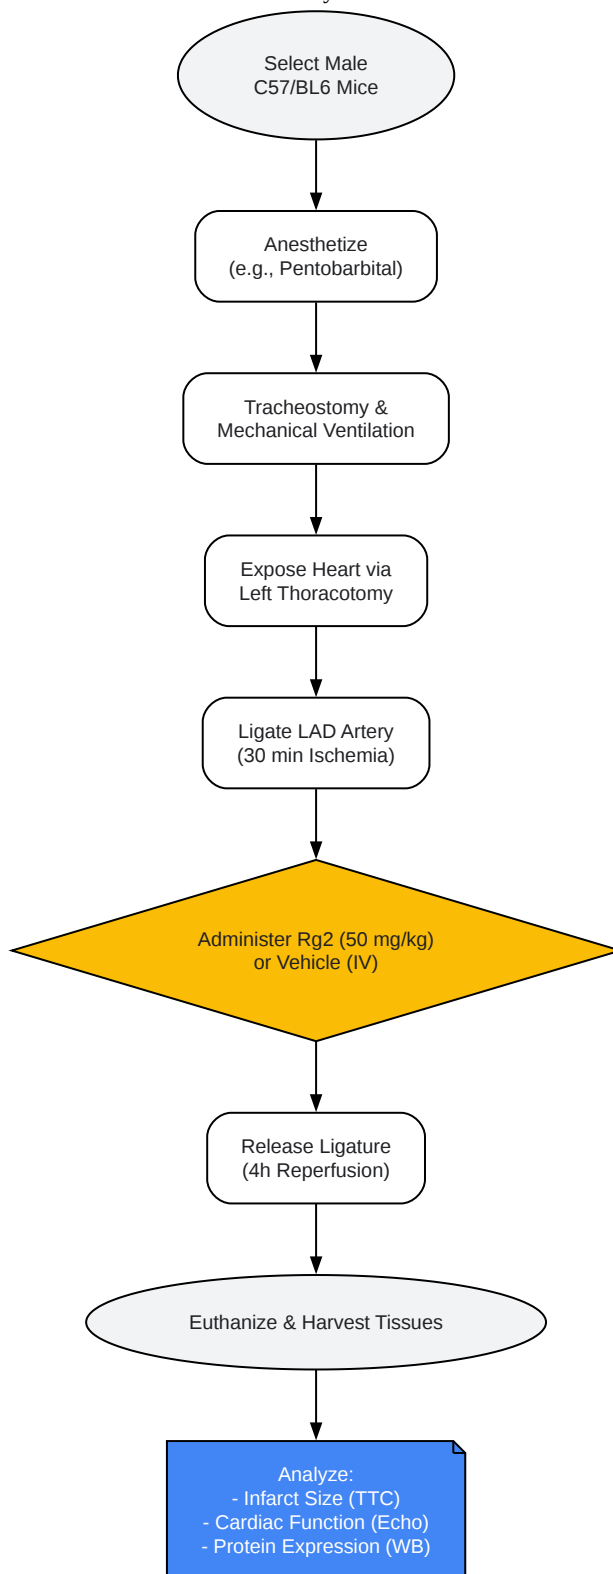 Select Male
C57/BL6 Mice
Anesthetize
(e.g., Pentobarbital)
Tracheostomy &
Mechanical Ventilation
Expose Heart via
Left Thoracotomy
Ligate LAD Artery
(30 min Ischemia)
Administer Rg2 (50 mg/kg)
or Vehicle (IV)
Release Ligature
(4h Reperfusion)
Euthanize & Harvest Tissues
Analyze:
- Infarct Size (TTC)
- Cardiac Function (Echo)
- Protein Expression (WB)